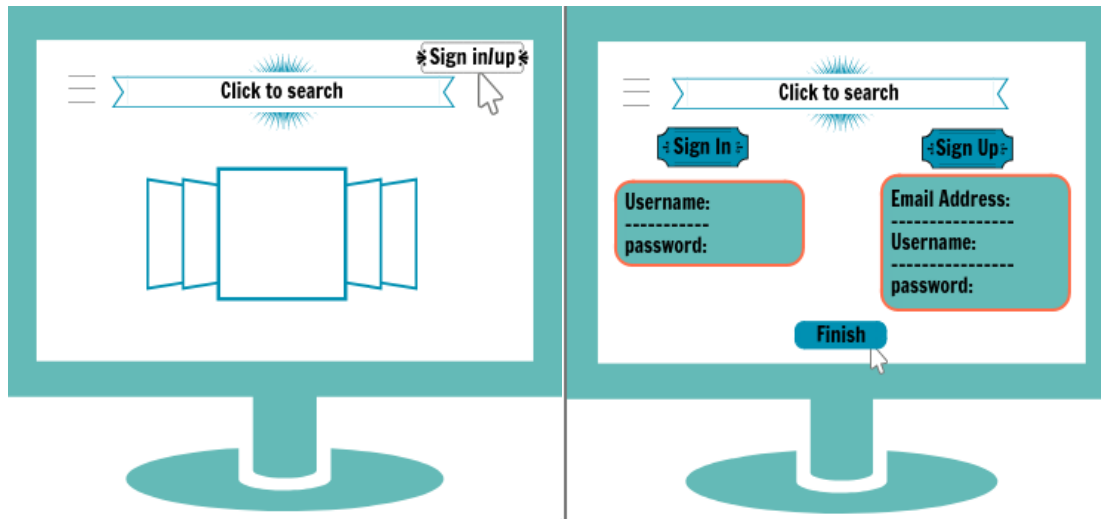 Sign in/up
Click to search
Click to search
Sign In
Sign Up
Username:
-----------
password:
Email Address:
----------------
Username:
----------------
password:
Finish